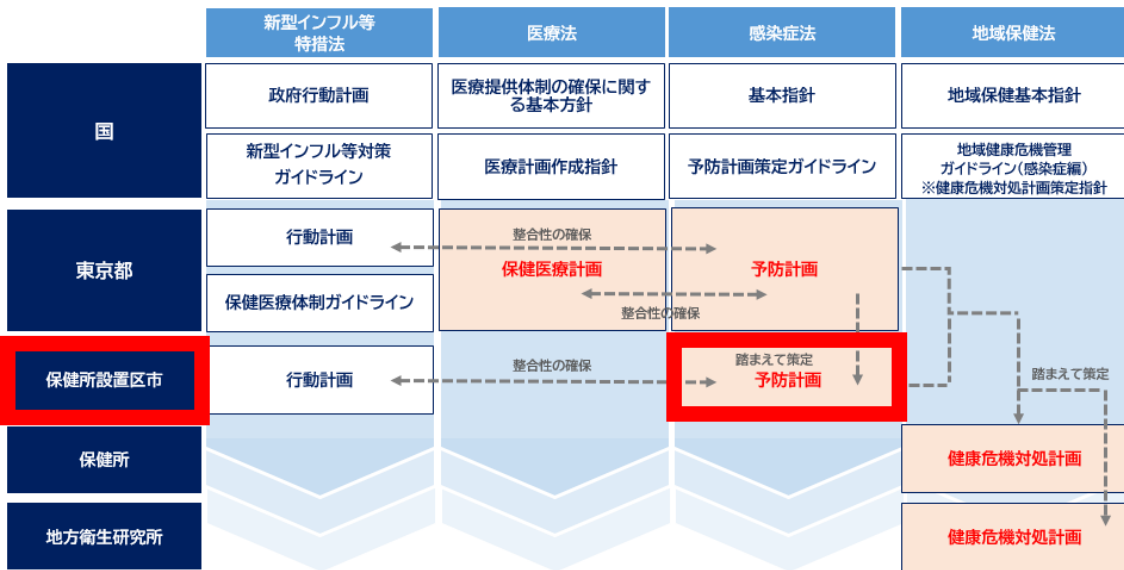 新型インフル等
特措法
医療法
感染症法
地域保健法
国
政府行動計画
医療提供体制の確保に関す
る基本方針
基本指針
地域保健基本指針
新型インフル等対策
ガイドライン
医療計画作成指針
予防計画策定ガイドライン
地域健康危機管理
ガイドライン(感染症編)
※健康危機対処計画策定指針
東京都
行動計画
整合性の確保
保健医療計画
予防計画
保健医療体制ガイドライン
整合性の確保
保健所設置区市
行動計画
整合性の確保
踏まえて策定
予防計画
踏まえて策定
保健所
健康危機対処計画
地方衛生研究所
健康危機対処計画